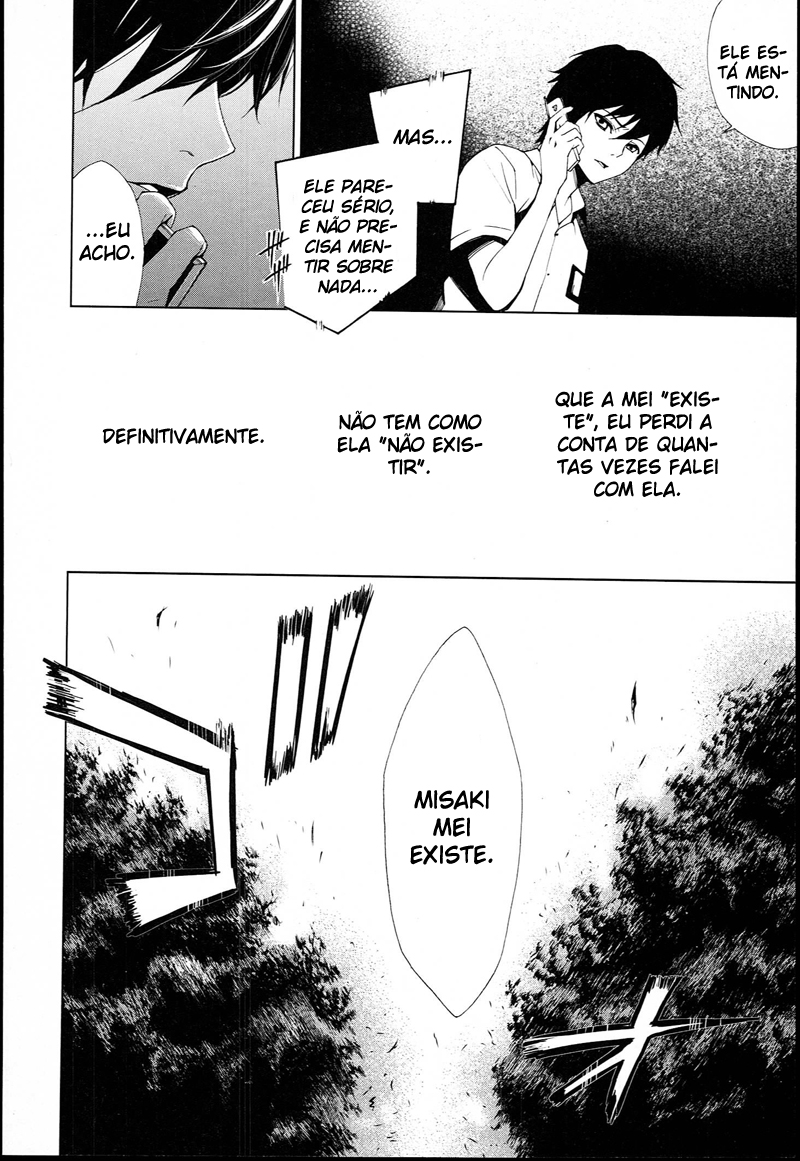 ELE ES-
TÁ MEN-
TINDO.
MAS...
ELE PARE-
CEU SÉRIO,
E NÃO PRE-
CISA MEN-
TIR SOBRE
NADA...
...EU
ACHO.
QUE A MEI "EXIS-
TE", EU PERDI A
CONTA DE QUAN-
TAS VEZES FALEI
COM ELA.
NÃO TEM COMO
ELA "NÃO EXIS-
TIR".
DEFINITIVAMENTE.
MISAKI
MEI
EXISTE.